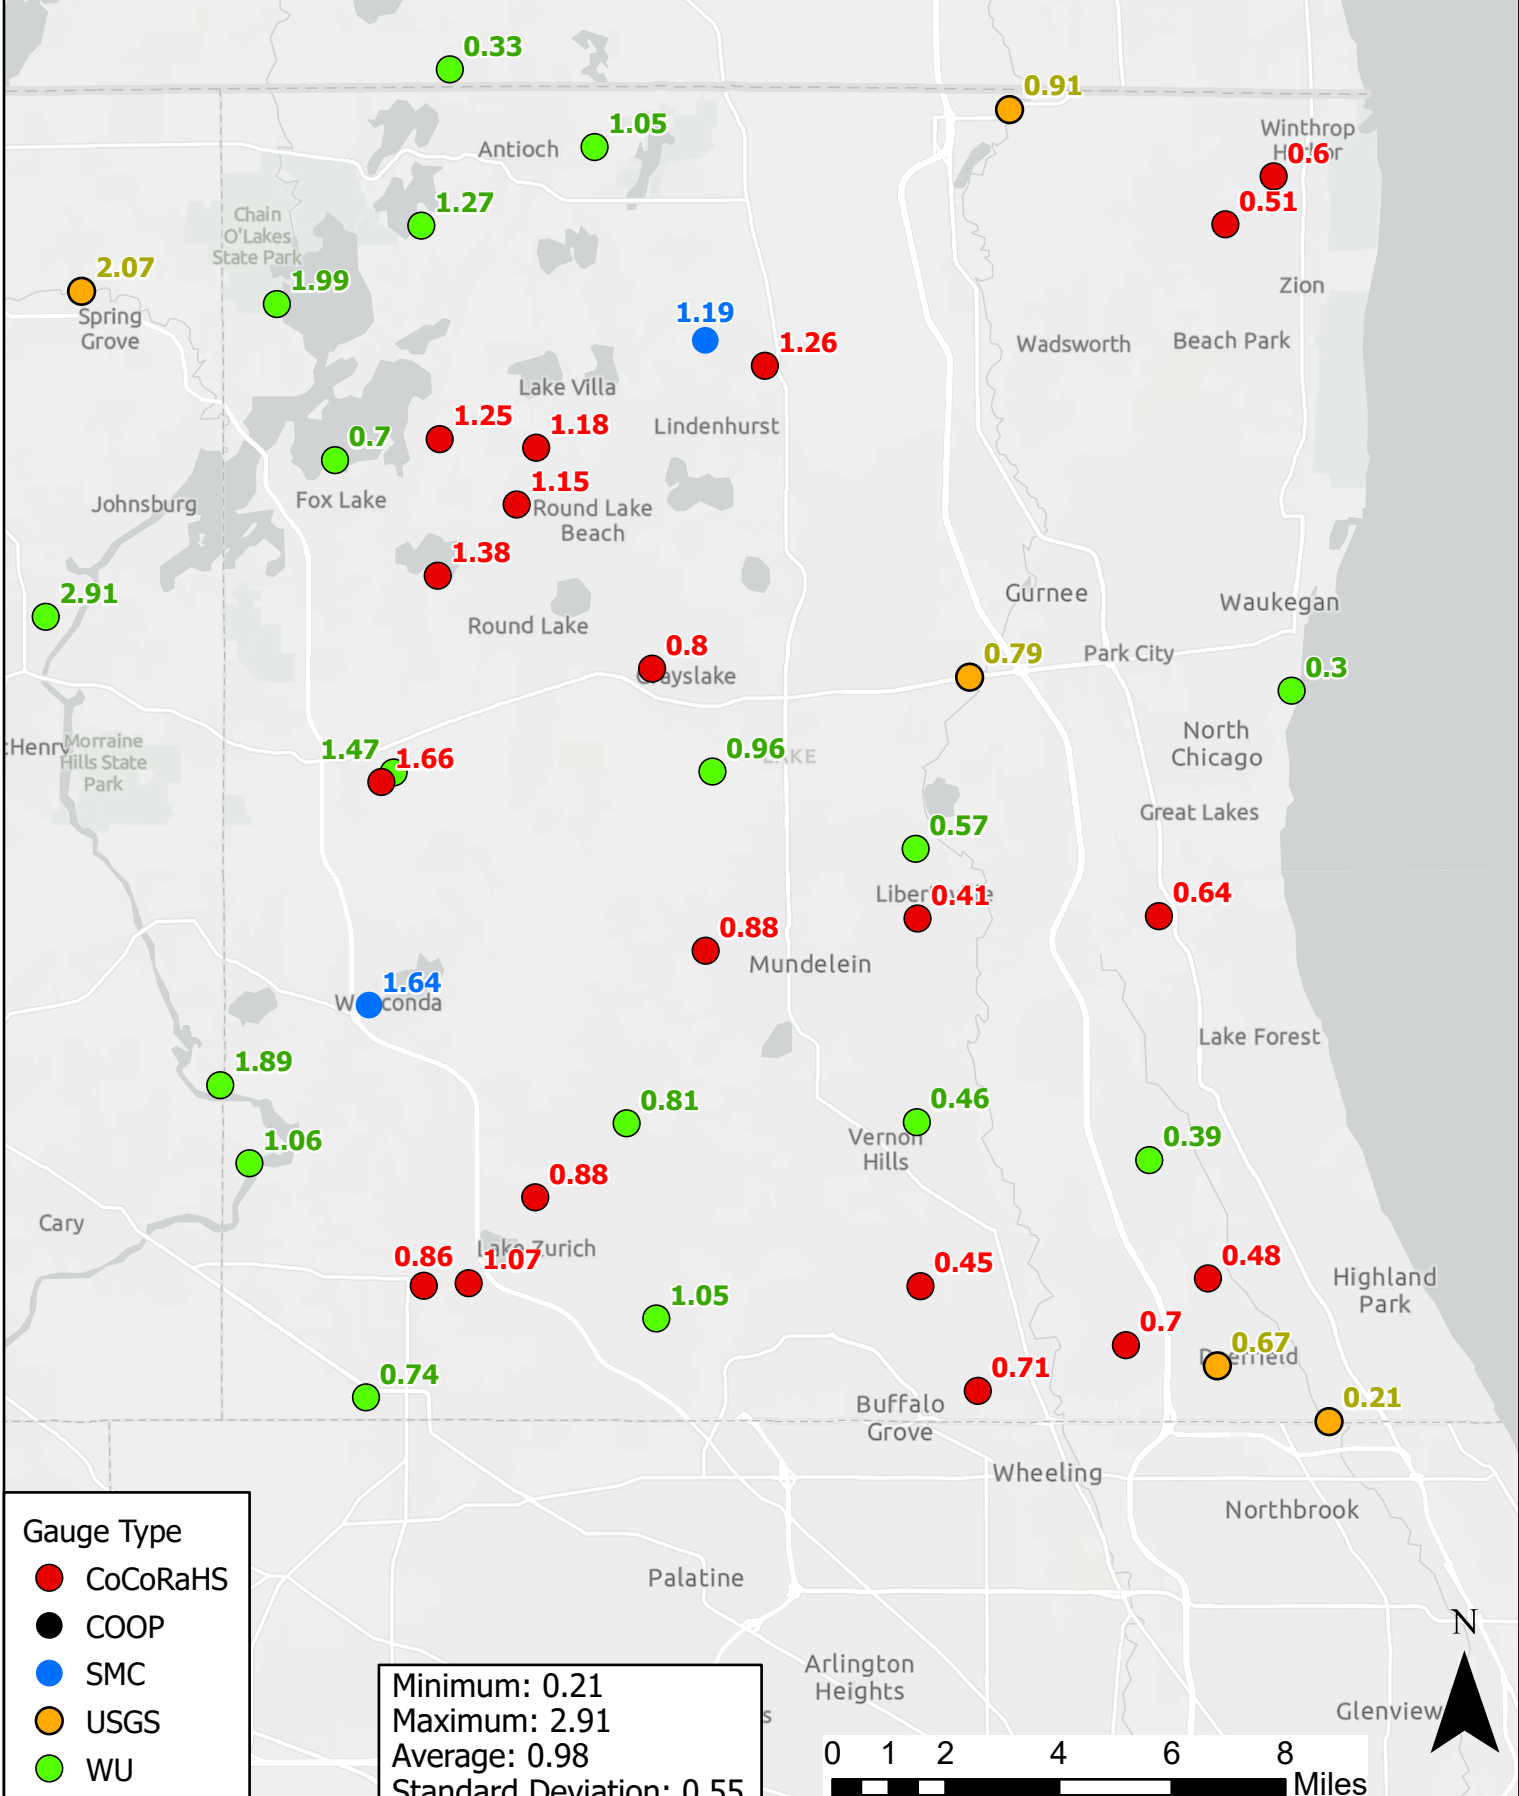 0.33
0.91
1.05
Antioch
Winthrop
0.6
1.27
0.51
Chain
O'Lakes
State Park
2.07
1.99
Zion
Spring
Grove
1.19
1.26
Wadsworth
Beach Park
Lake Villa
1.25
1.18
Lindenhurst
0.7
1.15
Johnsburg
Fox Lake
Round Lake
Beach
1.38
2.91
Gurnee
Waukegan
Round Lake
0.8
0.79
Park City
0.3
North
Chicago
Morraine
Hills State
Park
1.47
1.66
0.96
Great Lakes
0.57
0.41
0.64
0.88
Mundelein
1.64
Lake Forest
1.89
0.81
0.46
Vernon
Hills
0.39
1.06
0.88
Cary
Lake Zurich
0.86
1.07
0.45
0.48
Highland
Park
1.05
0.7
0.67
0.74
0.71
0.21
Buffalo
Grove
Wheeling
Northbrook
Palatine
Arlington
Heights
Glenview
Gauge Type
CoCoRaHS
COOP
SMC
USGS
WU
Minimum: 0.21
Maximum: 2.91
Average: 0.98
Standard Deviation: 0.55
N
0 1 2 4 6 8
Miles